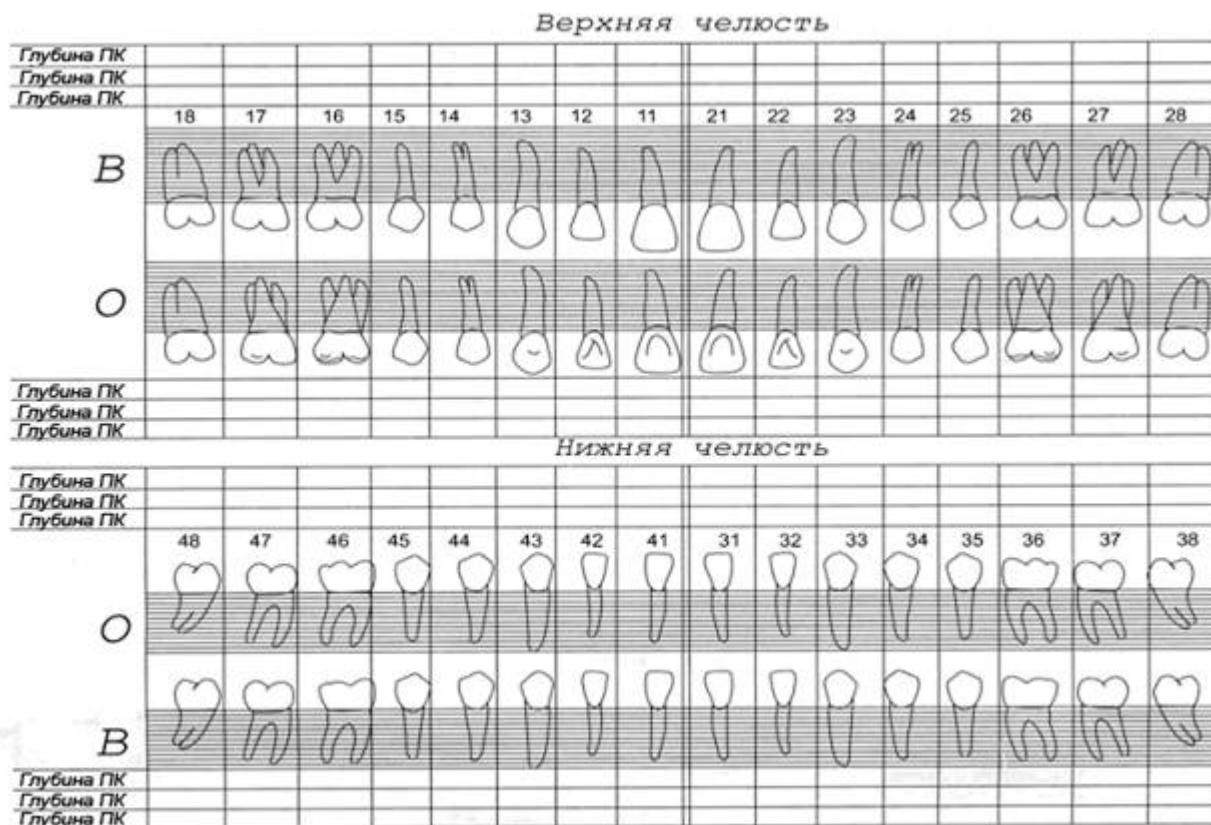 Верхняя челюсть
Глубина ПК
Глубина ПК
Глубина ПК
18 17 16 15 14 13 12 11 21 22 23 24 25 26 27 28
В
О
Глубина ПК
Глубина ПК
Глубина ПК
Нижняя челюсть
Глубина ПК
Глубина ПК
Глубина ПК
48 47 46 45 44 43 42 41 31 32 33 34 35 36 37 38
О
В
Глубина ПК
Глубина ПК
Глубина ПК